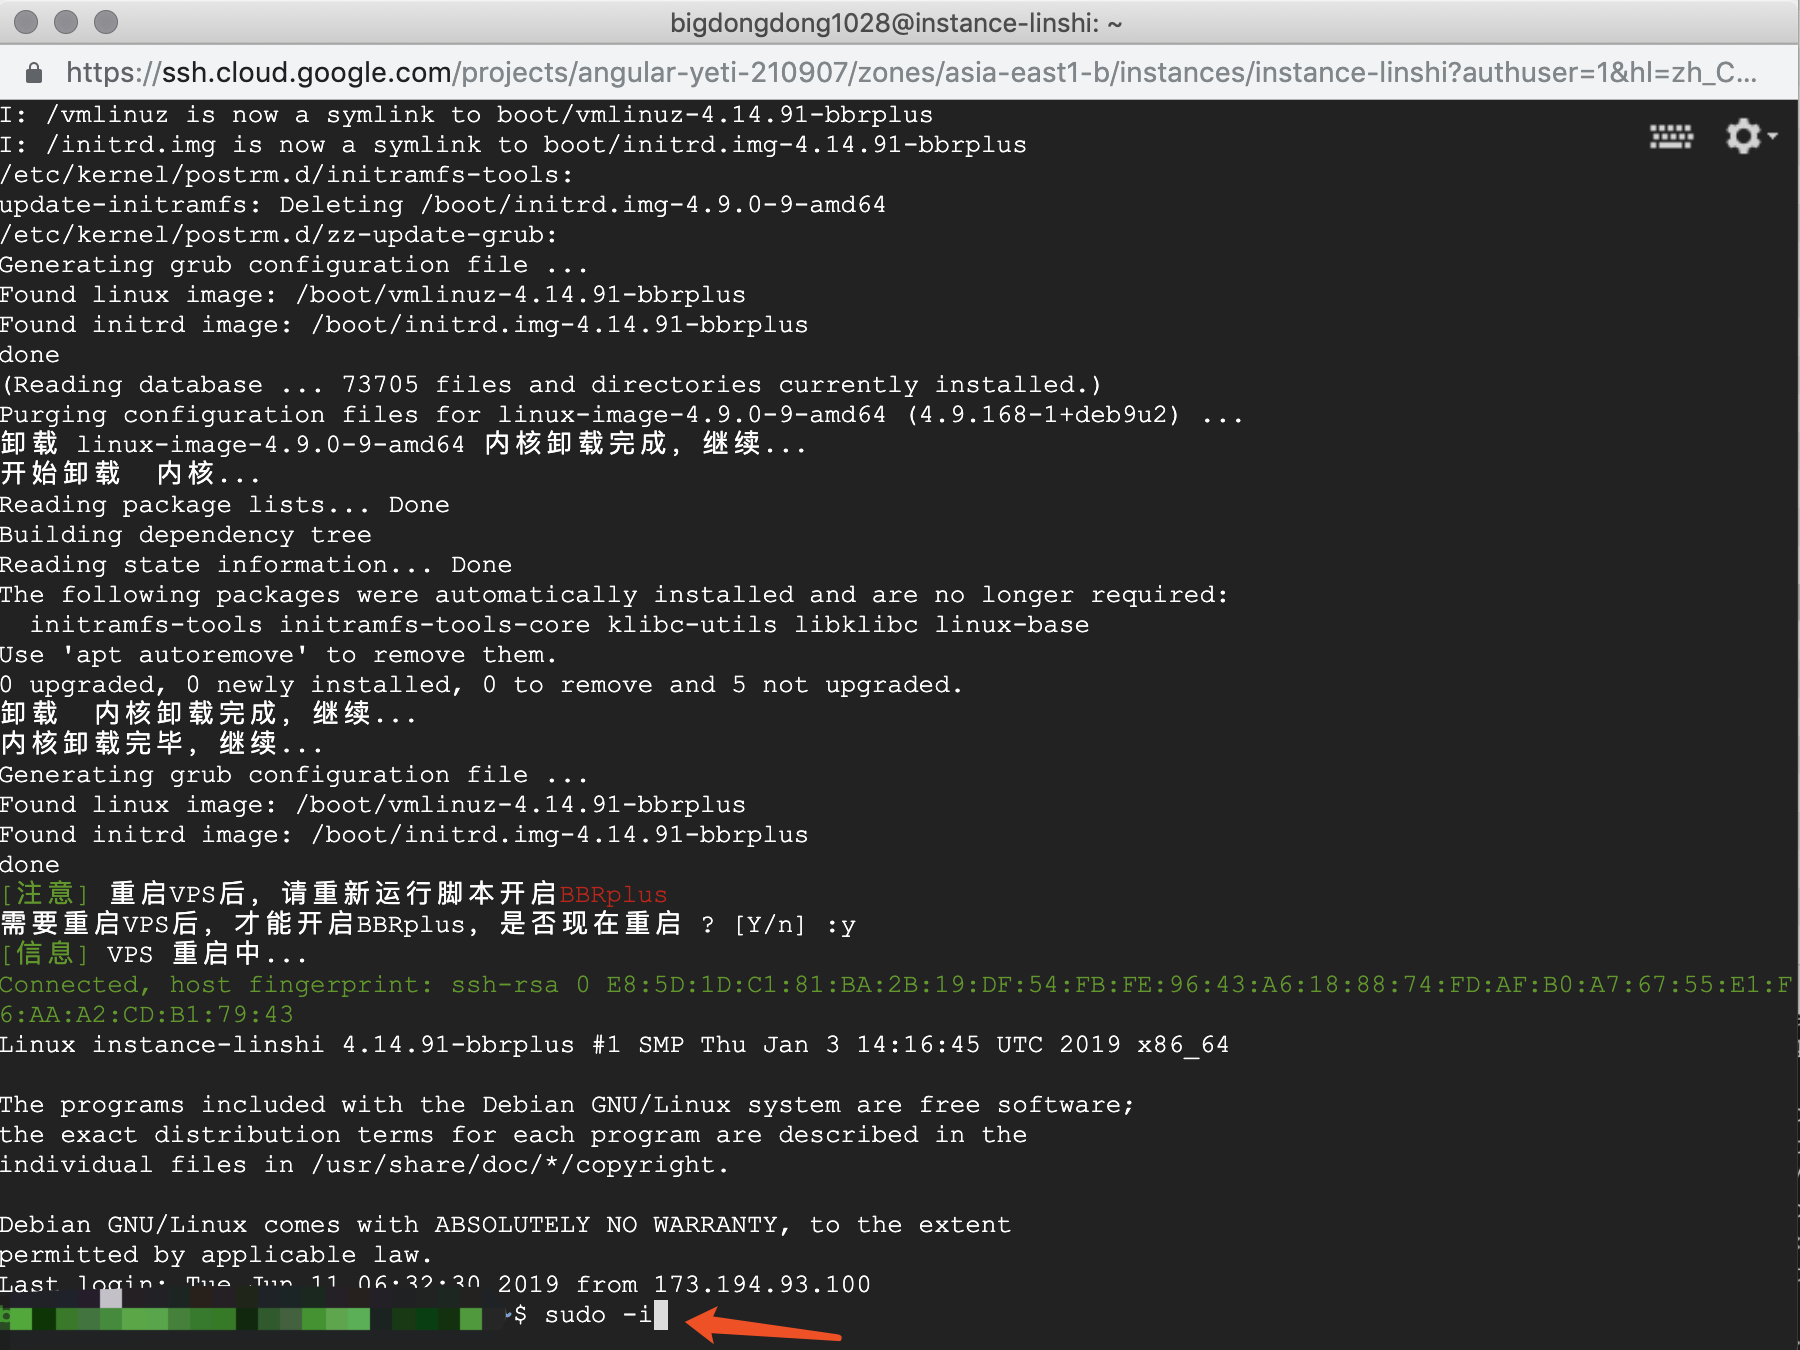 bigdongdong1028@instance-linshi: ~
https://ssh.cloud.google.com/projects/angular-yeti-210907/zones/asia-east1-b/instances/instance-linshi?authuser=1&hl=zh_C...
I: /vmlinuz is now a symlink to boot/vmlinuz-4.14.91-bbrplus
I: /initrd.img is now a symlink to boot/initrd.img-4.14.91-bbrplus
/etc/kernel/postrm.d/initramfs-tools:
update-initramfs: Deleting /boot/initrd.img-4.9.0-9-amd64
/etc/kernel/postrm.d/zz-update-grub:
Generating grub configuration file ...
Found linux image: /boot/vmlinuz-4.14.91-bbrplus
Found initrd image: /boot/initrd.img-4.14.91-bbrplus
done
(Reading database ... 73705 files and directories currently installed.)
Purging configuration files for linux-image-4.9.0-9-amd64 (4.9.168-1+deb9u2) ...
卸载 linux-image-4.9.0-9-amd64 内核卸载完成, 继续...
开始卸载  内核...
Reading package lists... Done
Building dependency tree
Reading state information... Done
The following packages were automatically installed and are no longer required:
  initramfs-tools initramfs-tools-core klibc-utils libklibc linux-base
Use 'apt autoremove' to remove them.
0 upgraded, 0 newly installed, 0 to remove and 5 not upgraded.
卸载  内核卸载完成, 继续...
内核卸载完毕, 继续...
Generating grub configuration file ...
Found linux image: /boot/vmlinuz-4.14.91-bbrplus
Found initrd image: /boot/initrd.img-4.14.91-bbrplus
done
[注意] 重启VPS后, 请重新运行脚本开启BBRplus
需要重启VPS后, 才能开启BBRplus, 是否现在重启 ? [Y/n] :y
[信息] VPS 重启中...
Connected, host fingerprint: ssh-rsa 0 E8:5D:1D:C1:81:BA:2B:19:DF:54:FB:FE:96:43:A6:18:88:74:FD:AF:B0:A7:67:55:E1:F
6:AA:A2:CD:B1:79:43
Linux instance-linshi 4.14.91-bbrplus #1 SMP Thu Jan 3 14:16:45 UTC 2019 x86_64
The programs included with the Debian GNU/Linux system are free software;
the exact distribution terms for each program are described in the
individual files in /usr/share/doc/*/copyright.
Debian GNU/Linux comes with ABSOLUTELY NO WARRANTY, to the extent
permitted by applicable law.
Last login: Tue Jun 11 06:32:30 2019 from 173.194.93.100
$ sudo -i